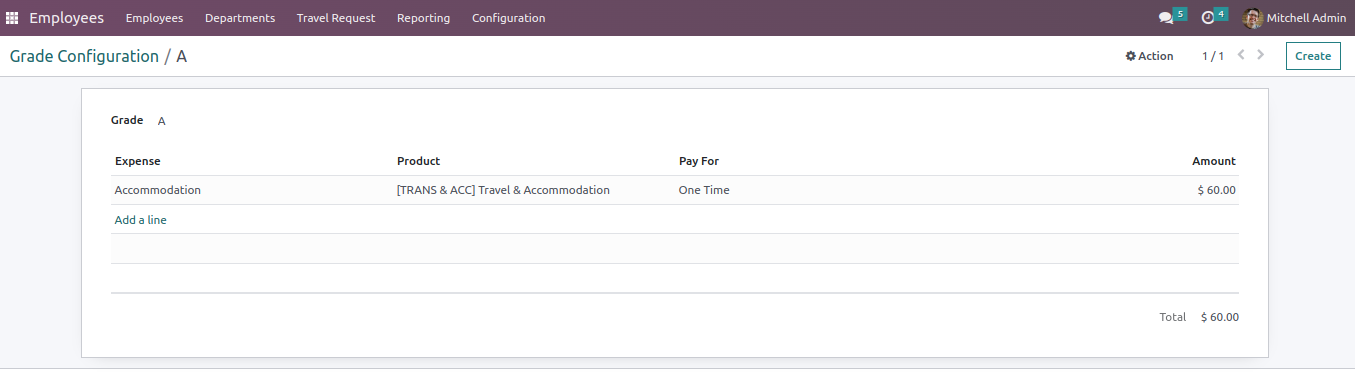 Employees Employees Departments Travel Request Reporting Configuration 5 4 Mitchell Admin
Grade Configuration / A Action 1 / 1 Create
Grade A
Expense Product Pay For Amount
Accommodation [TRANS & ACC] Travel & Accommodation One Time $ 60.00
Add a line
Total $ 60.00